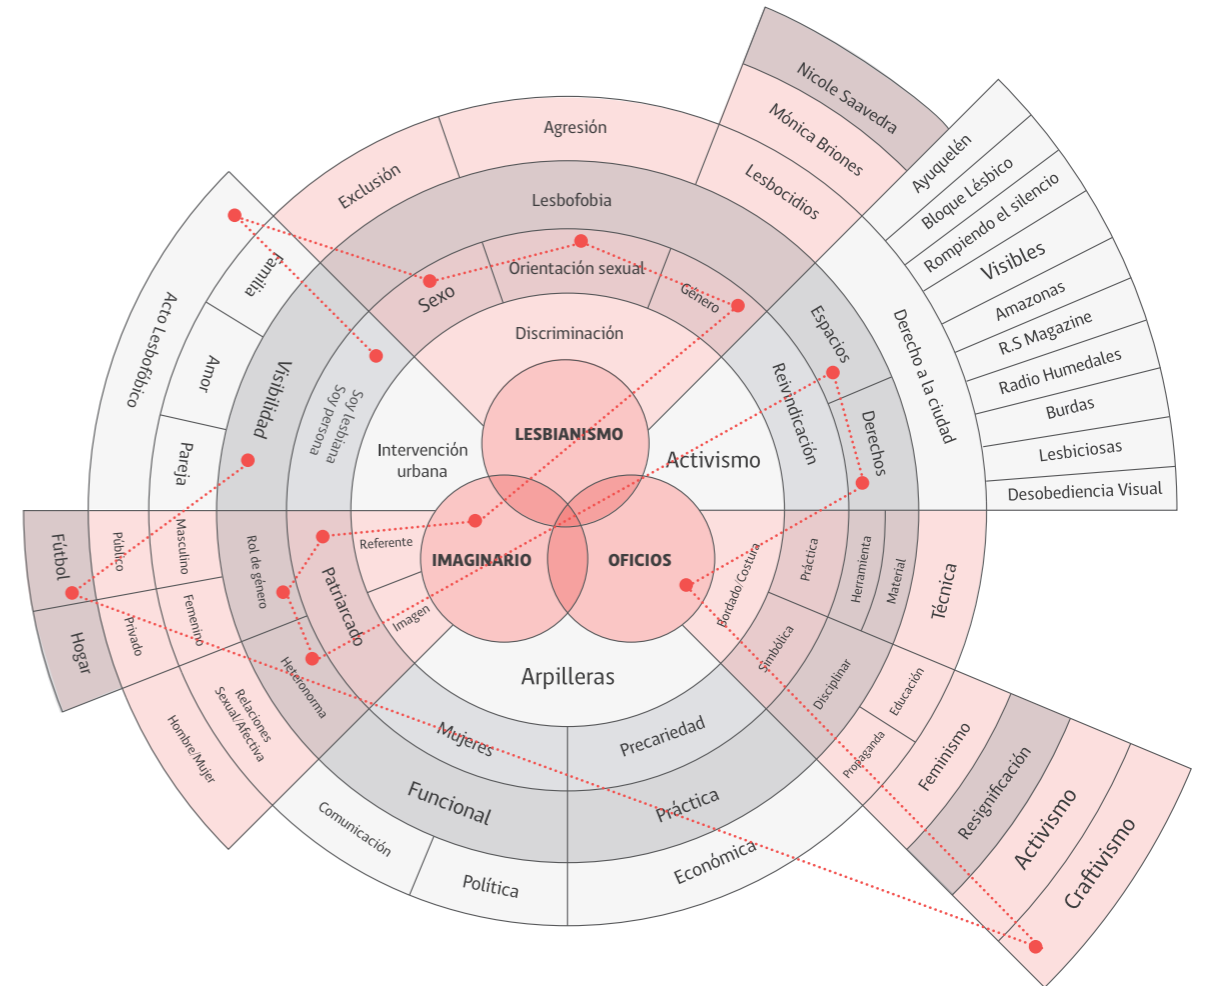 Nicole Saavedra
Mónica Briones
Lesbocidios
Agresión
Exclusión
Lesbofobia
Sexo
Orientación sexual
Género
Discriminación
LESBIANISMO
Ayuquelén
Bloque Lésbico
Rompiendo el silencio
Visibles
Amazonas
R.S Magazine
Radio Humedales
Burdas
Lesbiciosas
Desobediencia Visual
Derecho a la ciudad
Espacios
Derechos
Reivindicación
Activismo
Acto Lesbofóbico
Familia
Amor
Pareja
Visibilidad
Soy lesbiana
Soy persona
Intervención
urbana
IMAGINARIO
OFICIOS
Fútbol
Hogar
Público
Privado
Masculino
Femenino
Hombre/Mujer
Relaciones
Sexual/Afectiva
Rol de género
Heteronorma
Patriarcado
Referente
Imagen
Bordado/Costura
Práctica
Simbólica
Herramienta
Material
Disciplinar
Técnica
Educación
Propaganda
Feminismo
Resignificación
Activismo
Craftivismo
Arpilleras
Mujeres
Precariedad
Funcional
Práctica
Comunicación
Política
Económica